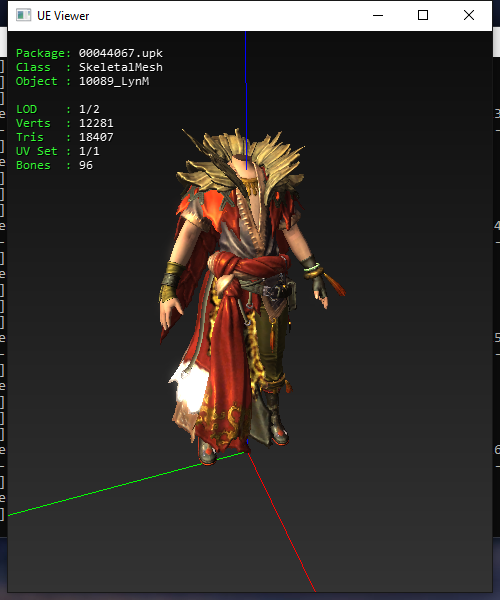 UE Viewer
Package: 00044067.upk
Class  : SkeletalMesh
Object : 10089_LynM
LOD    : 1/2
Verts  : 12281
Tris   : 18407
UV Set : 1/1
Bones  : 96